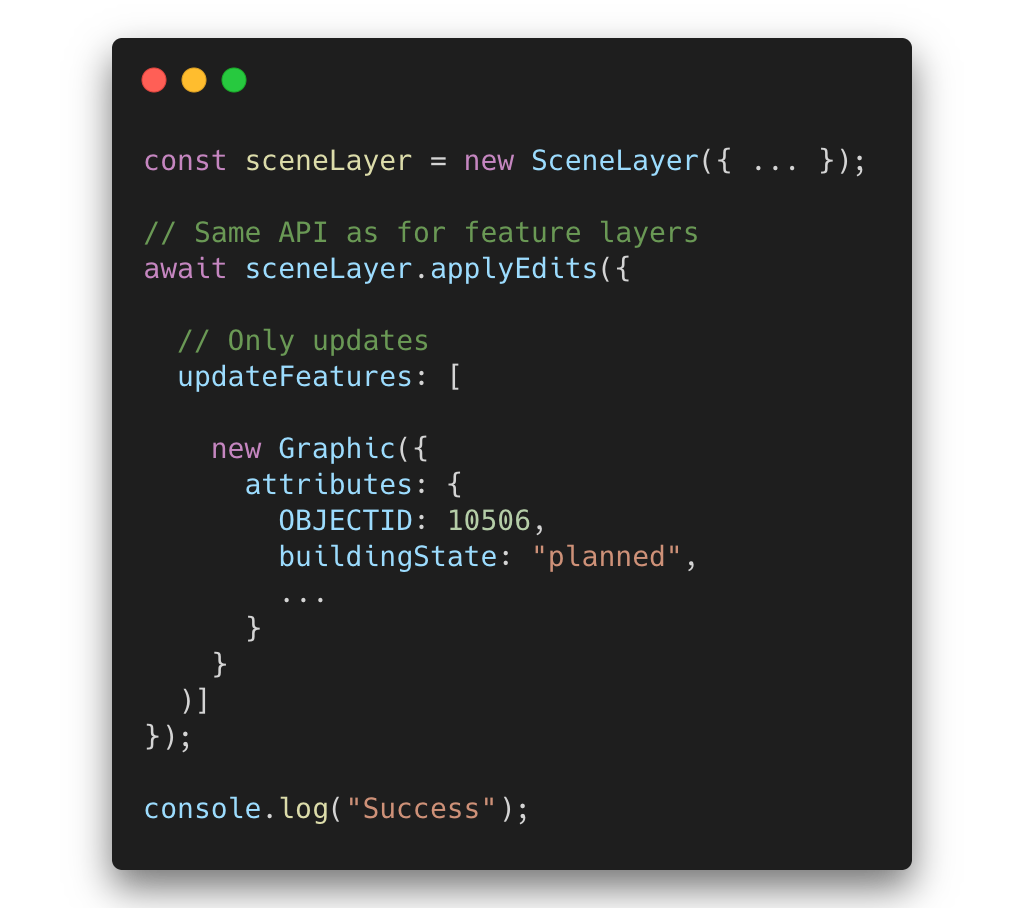 const sceneLayer = new SceneLayer({ ... });
// Same API as for feature layers
await sceneLayer.applyEdits({
// Only updates
updateFeatures: [
new Graphic({
attributes: {
OBJECTID: 10506,
buildingState: "planned",
...
}
}
)]
});
console.log("Success");